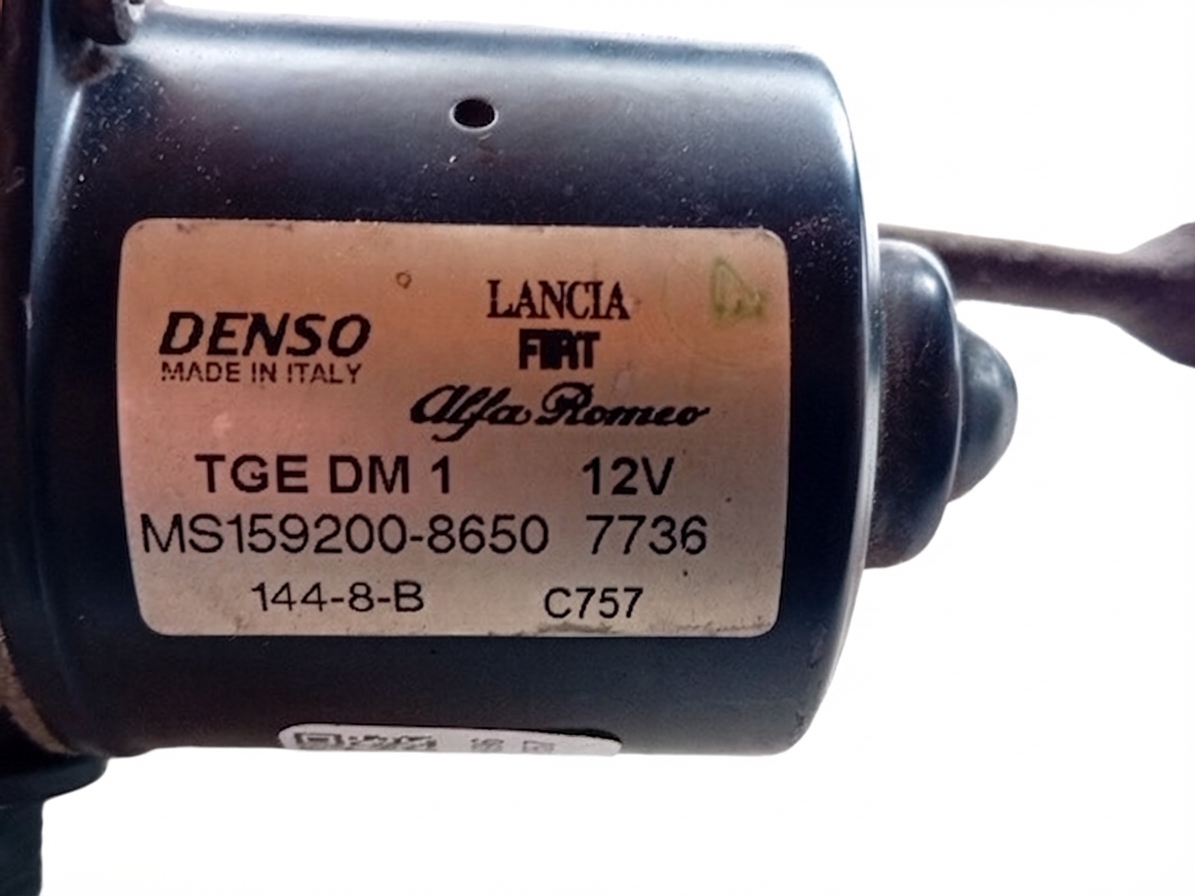 DENSO
MADE IN ITALY
LANCIA
FIAT
Alfa Romeo
TGE DM 1 12V
MS159200-8650 7736
144-8-B C757